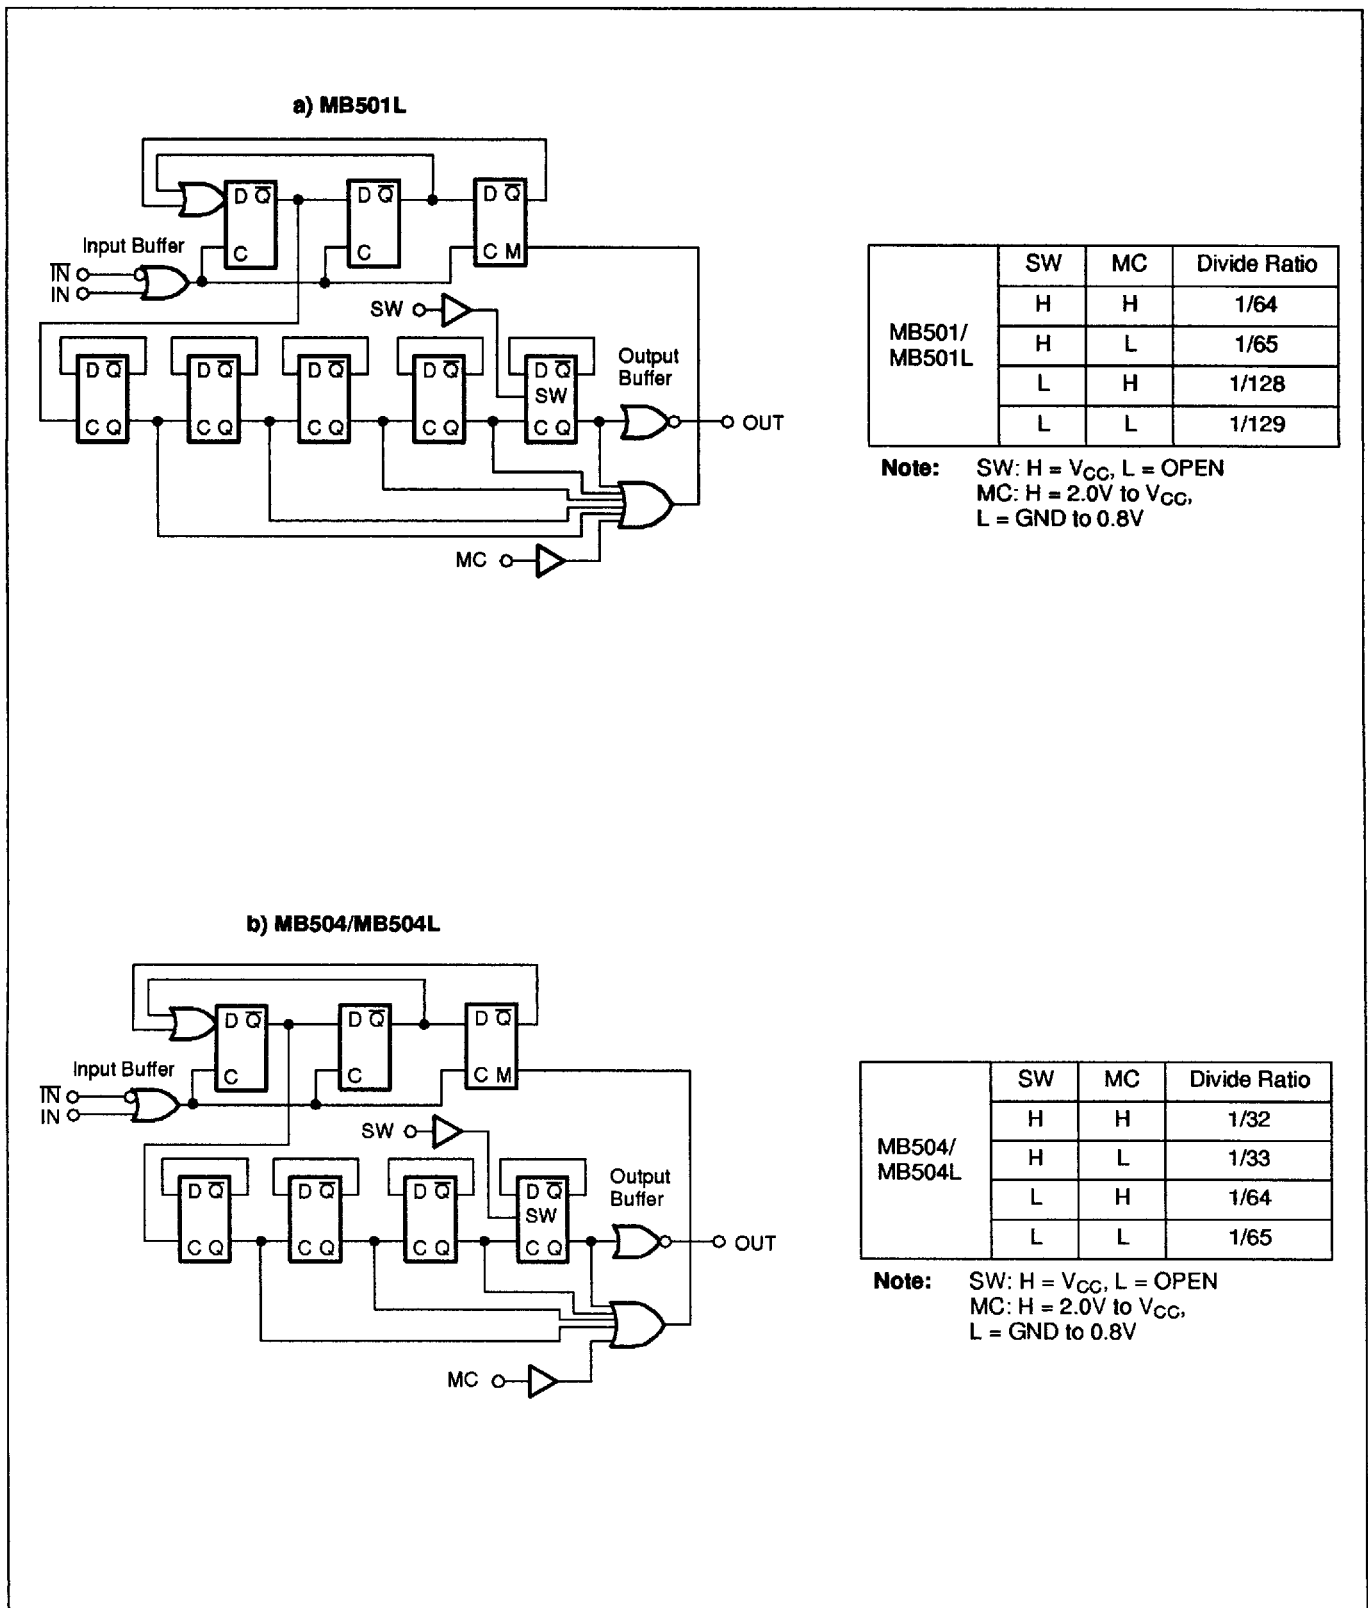 a) MB501L
D Q̅ D Q̅ D Q̅
Input Buffer
C C C M
I̅N̅
IN
SW
D Q̅ D Q̅ D Q̅ D Q̅ D Q̅
SW
C Q C Q C Q C Q C Q
Output
Buffer
OUT
MC
SW MC Divide Ratio
MB501/
MB501L
H H 1/64
H L 1/65
L H 1/128
L L 1/129
Note: SW: H = VCC, L = OPEN
MC: H = 2.0V to VCC,
L = GND to 0.8V
b) MB504/MB504L
D Q̅ D Q̅ D Q̅
Input Buffer
C C C M
I̅N̅
IN
SW
D Q̅ D Q̅ D Q̅ D Q̅
SW
C Q C Q C Q C Q
Output
Buffer
OUT
MC
SW MC Divide Ratio
MB504/
MB504L
H H 1/32
H L 1/33
L H 1/64
L L 1/65
Note: SW: H = VCC, L = OPEN
MC: H = 2.0V to VCC,
L = GND to 0.8V